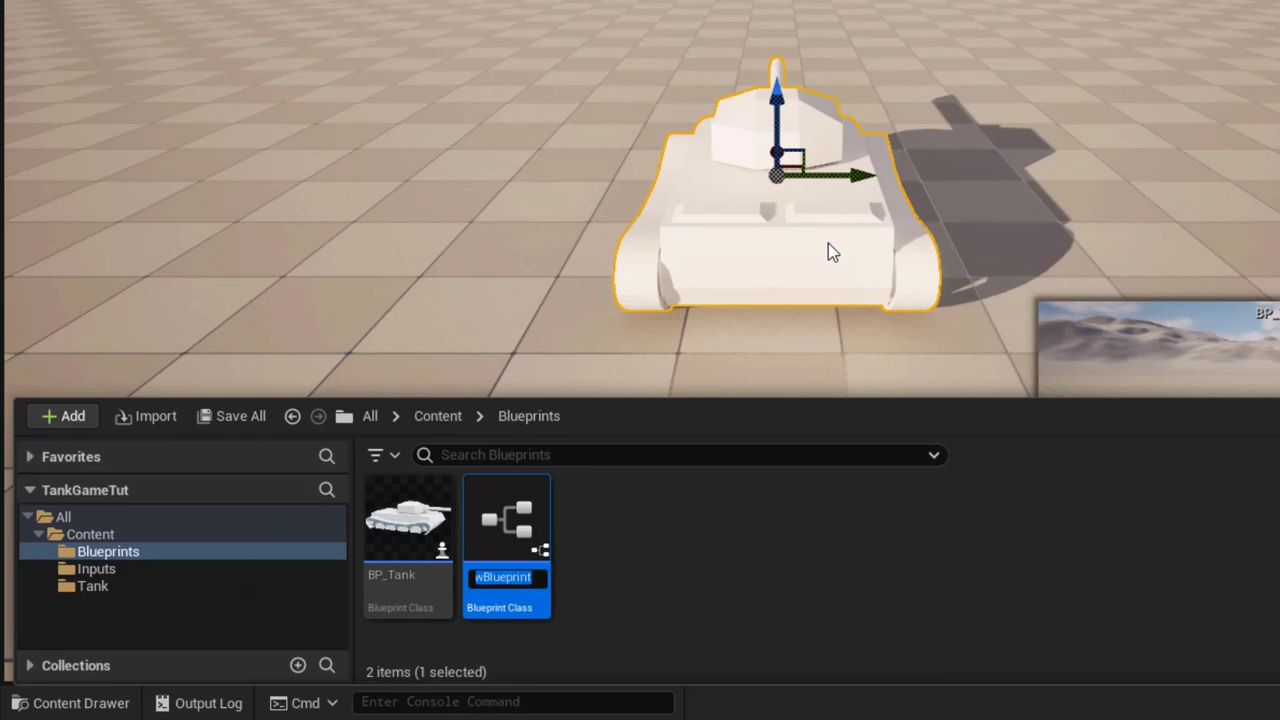 BP_
Add
Import
Save All
All
Content
Blueprints
Favorites
Search Blueprints
TankGameTut
All
Content
Blueprints
Inputs
Tank
BP_Tank
Blueprint Class
wBlueprint
Blueprint Class
Collections
2 items (1 selected)
Content Drawer
Output Log
Cmd
Enter Console Command